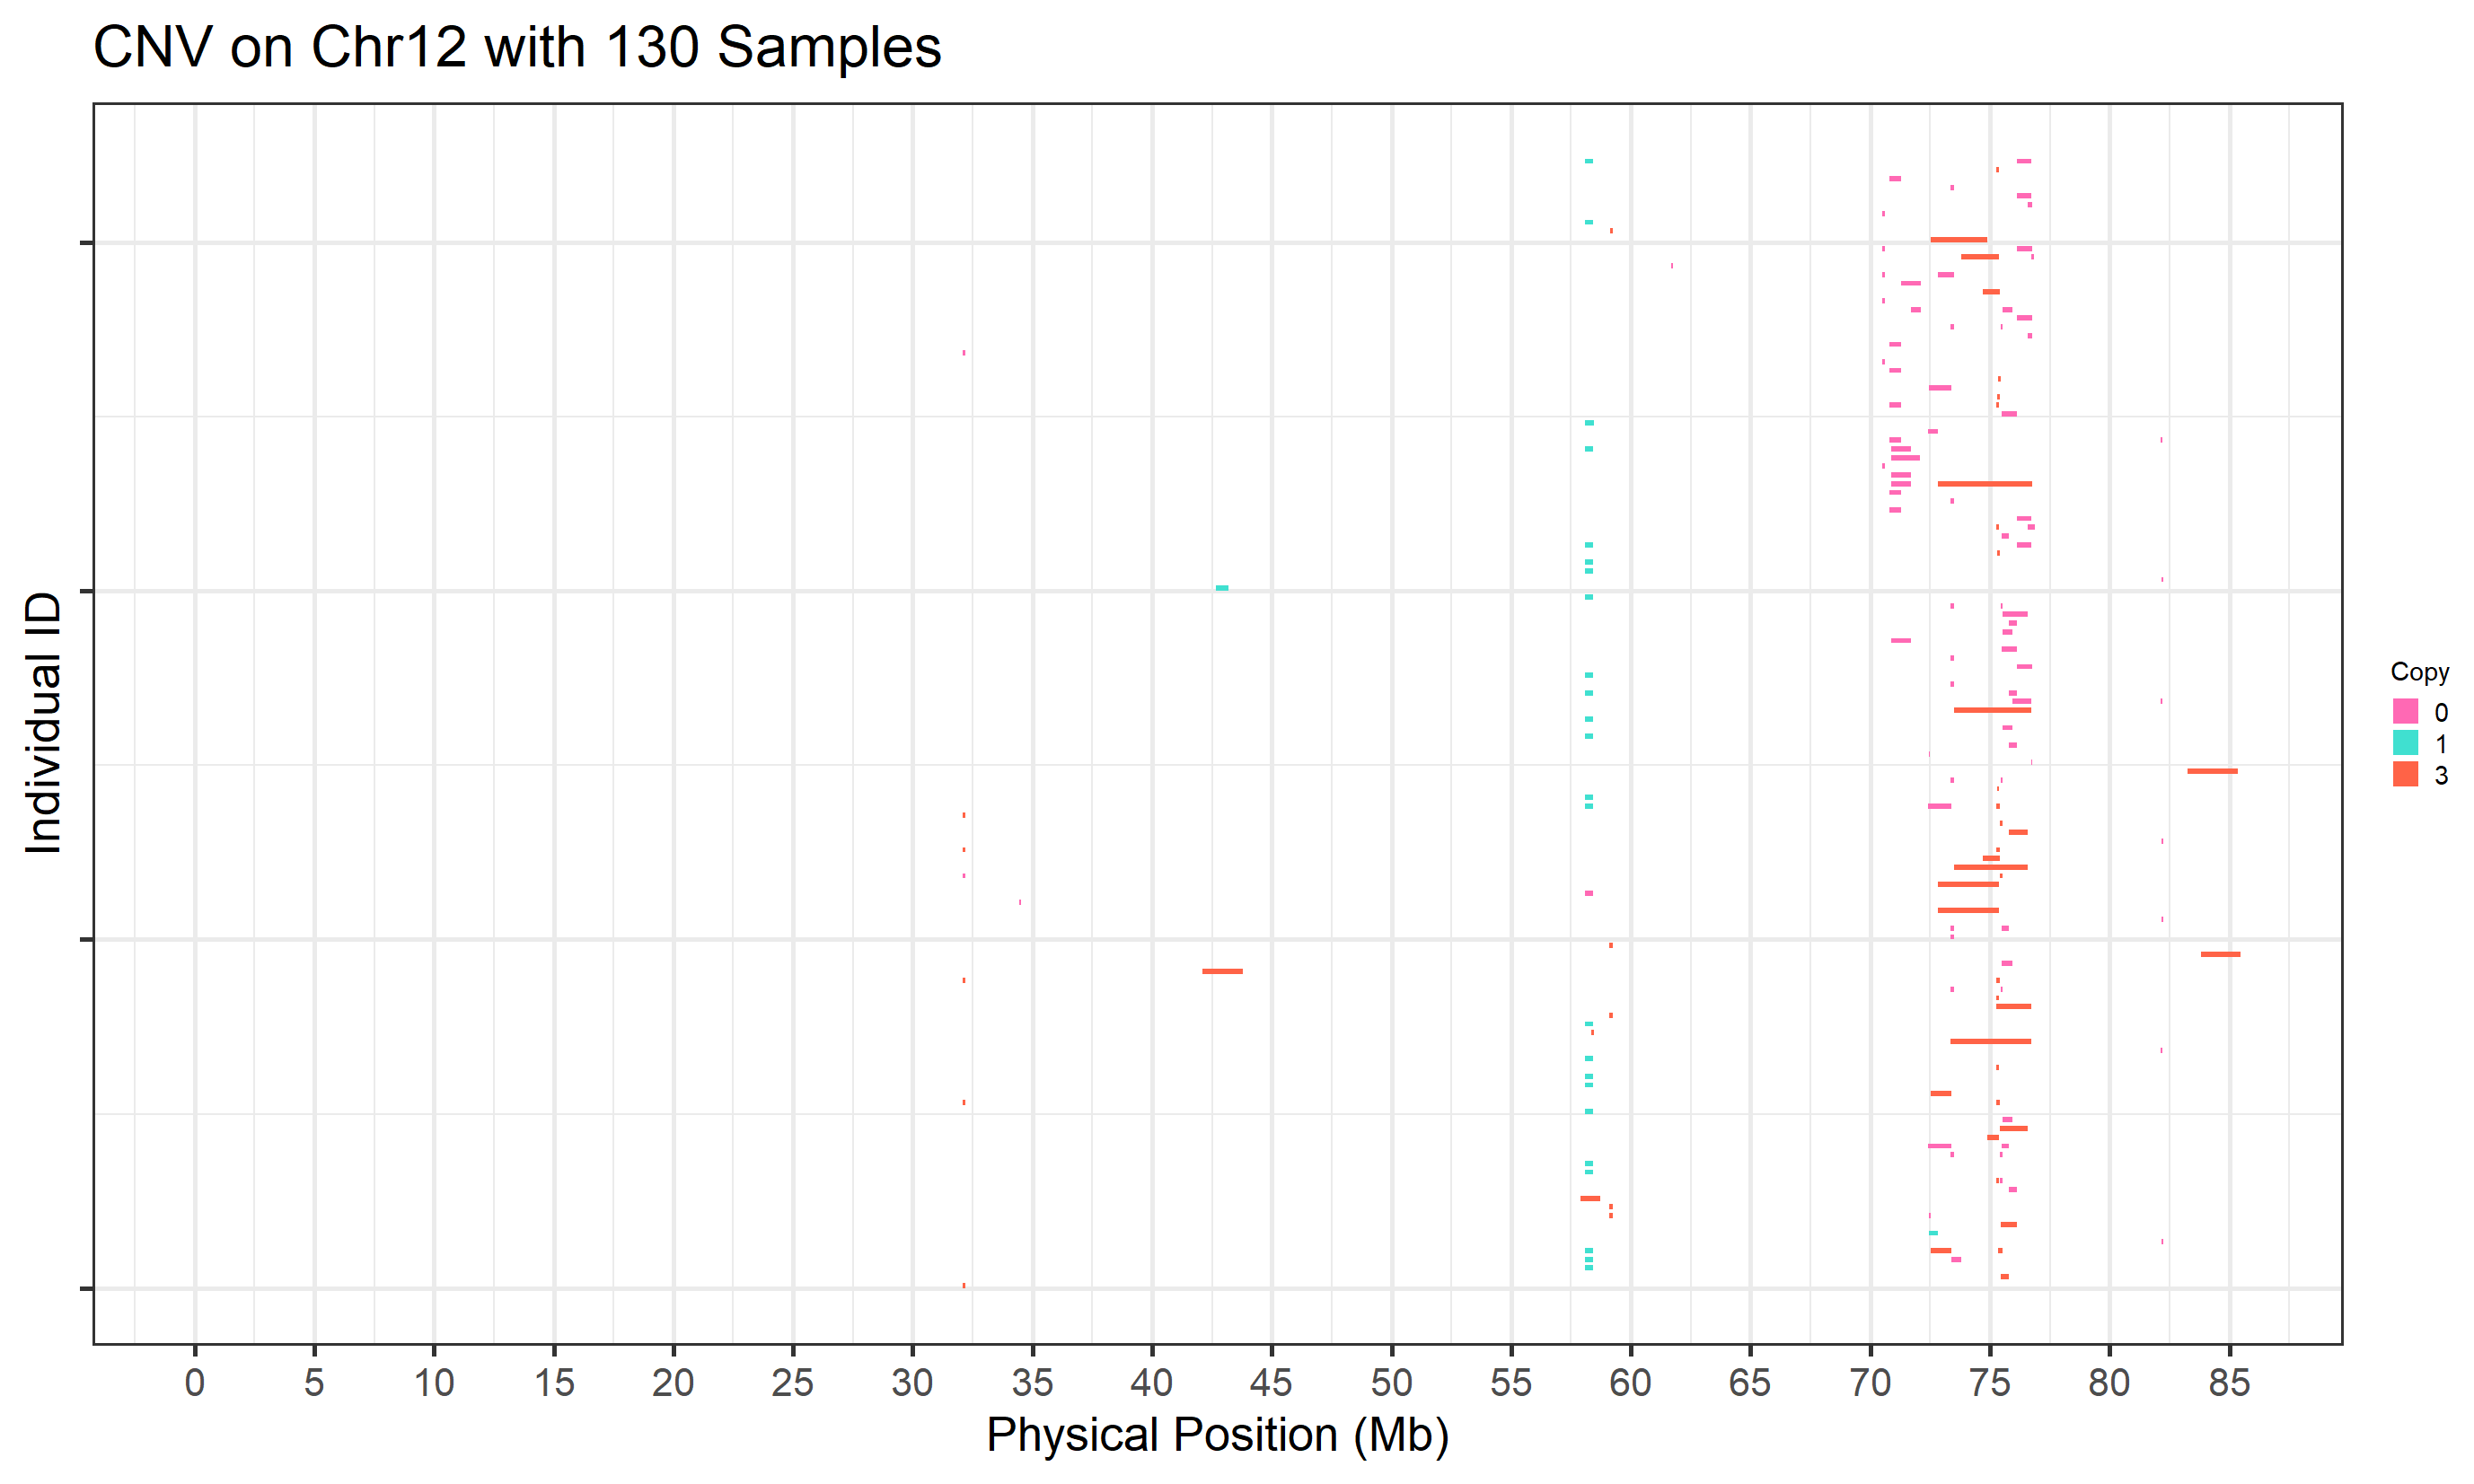 CNV on Chr12 with 130 Samples
Individual ID
Copy
0
1
3
0 5 10 15 20 25 30 35 40 45 50 55 60 65 70 75 80 85
Physical Position (Mb)